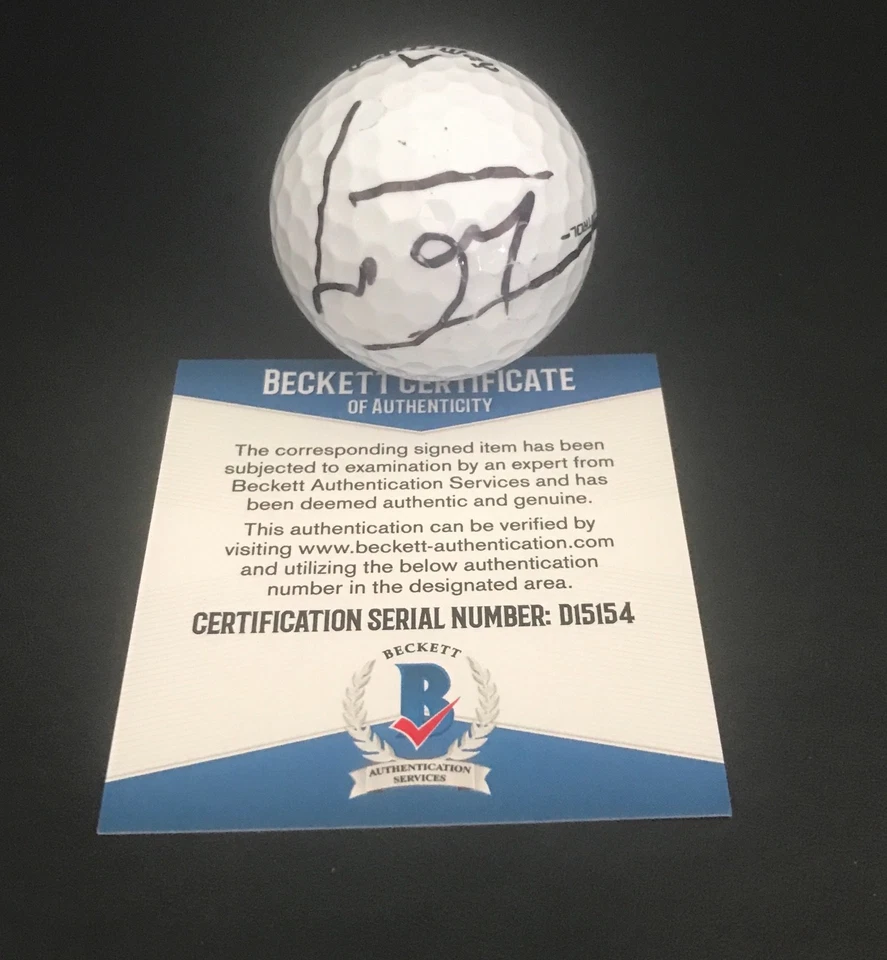 BECKETT CERTIFICATE
OF AUTHENTICITY
The corresponding signed item has been
subjected to examination by an expert from
Beckett Authentication Services and has
been deemed authentic and genuine.
This authentication can be verified by
visiting www.beckett-authentication.com
and utilizing the below authentication
number in the designated area.
CERTIFICATION SERIAL NUMBER: D15154
BECKETT
B
AUTHENTICATION
SERVICES